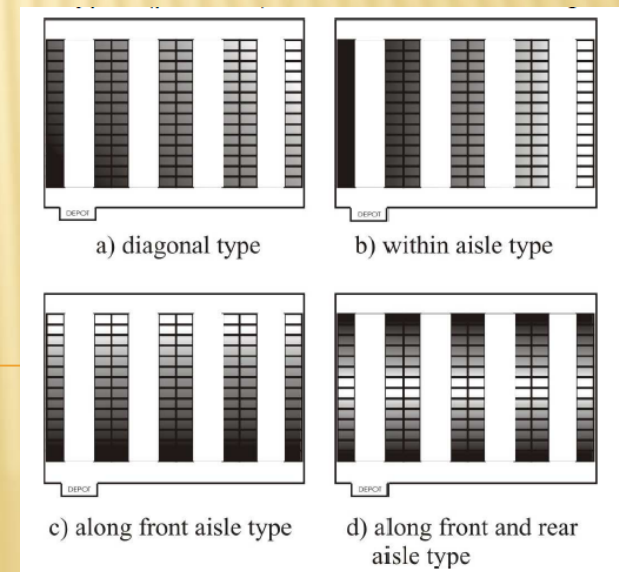 DEPOT
DEPOT
a) diagonal type
b) within aisle type
DEPOT
DEPOT
c) along front aisle type
d) along front and rear
aisle type